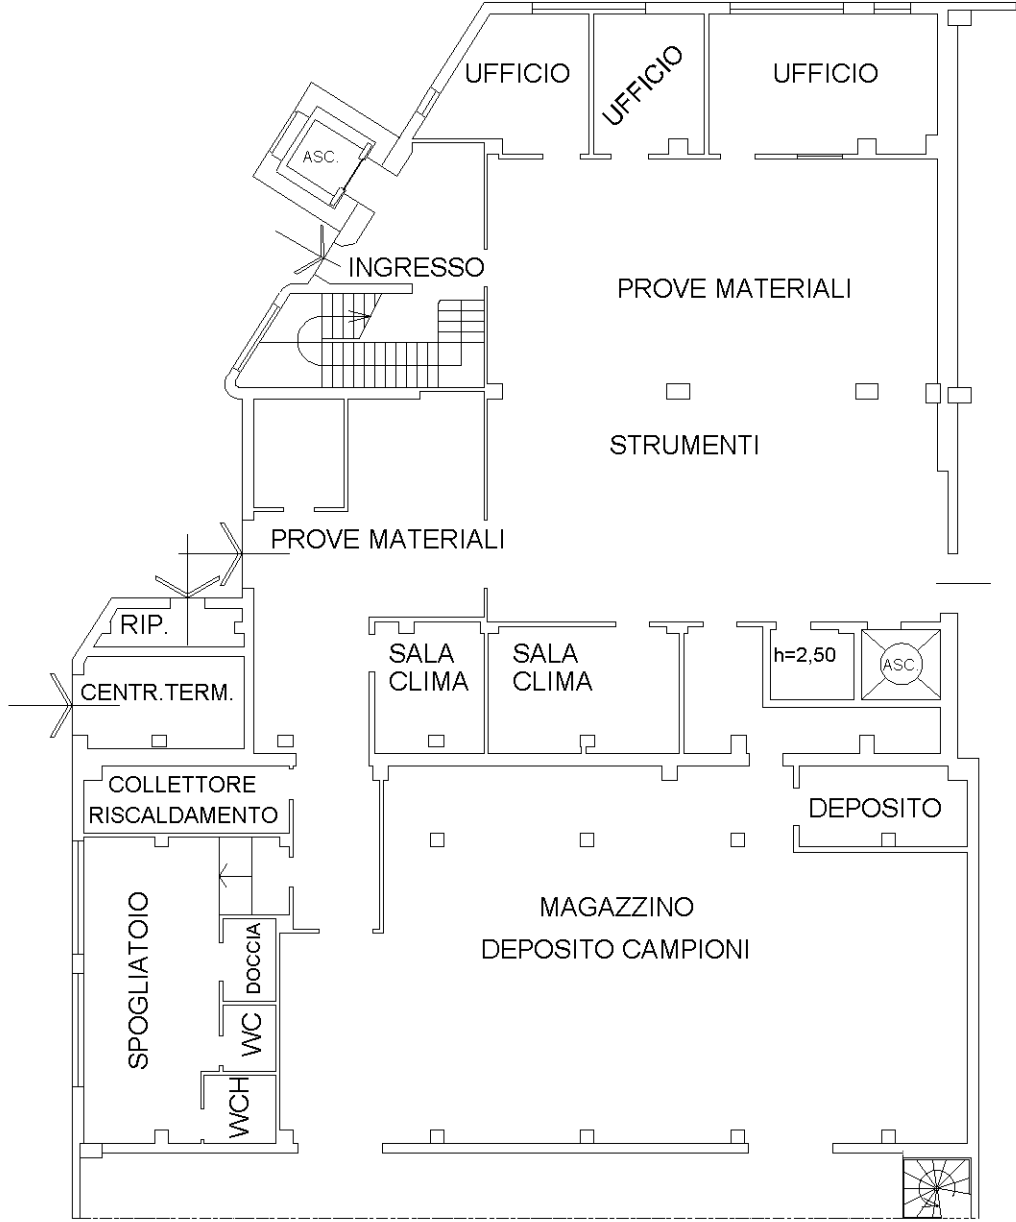 UFFICIO
UFFICIO
UFFICIO
ASC.
INGRESSO
PROVE MATERIALI
STRUMENTI
PROVE MATERIALI
RIP.
SALA
CLIMA
SALA
CLIMA
h=2,50
ASC.
CENTR.TERM.
COLLETTORE
RISCALDAMENTO
DEPOSITO
MAGAZZINO
DEPOSITO CAMPIONI
SPOGLIATOIO
DOCCIA
WC
WCH